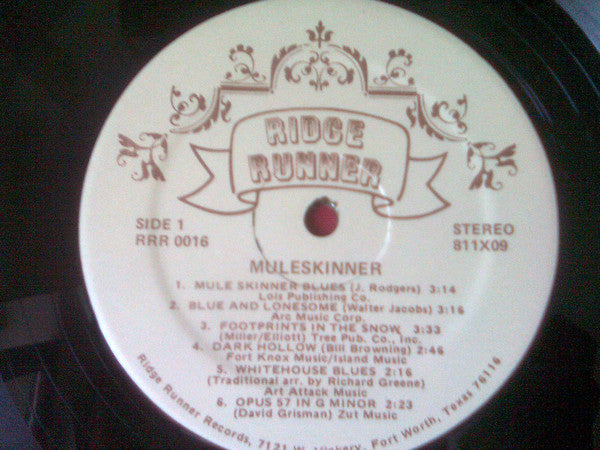 RIDGE
RUNNER
SIDE 1
RRR 0016
STEREO
811X09
MULESKINNER
1. MULE SKINNER BLUES (J. Rodgers) 3:14
Lois Publishing Co.
2. BLUE AND LONESOME (Walter Jacobs) 3:16
Arc Music Corp.
3. FOOTPRINTS IN THE SNOW 3:33
(Miller/Elliott) Tree Pub. Co., Inc.
4. DARK HOLLOW (Bill Browning) 2:46
Fort Knox Music/Island Music
5. WHITEHOUSE BLUES 2:16
(Traditional arr. by Richard Greene)
Art Attack Music
6. OPUS 57 IN G MINOR 2:23
(David Grisman) Zut Music
Ridge Runner Records, 7121 W. Vickery, Fort Worth, Texas 76116